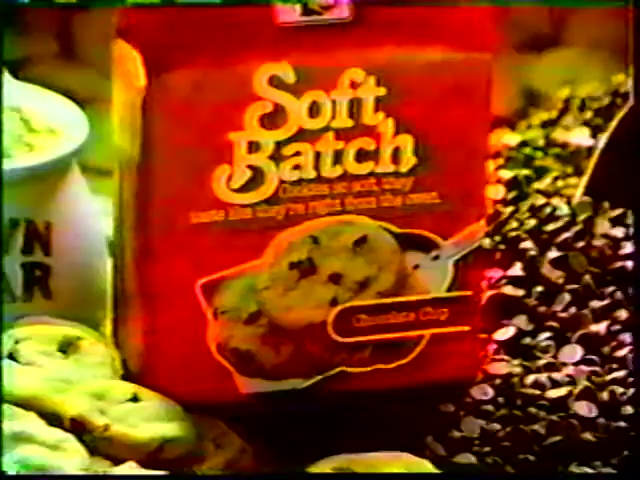 Soft
Batch
Cookies so soft, they
taste like they're right from the oven.
Chocolate Chip
WN
AR